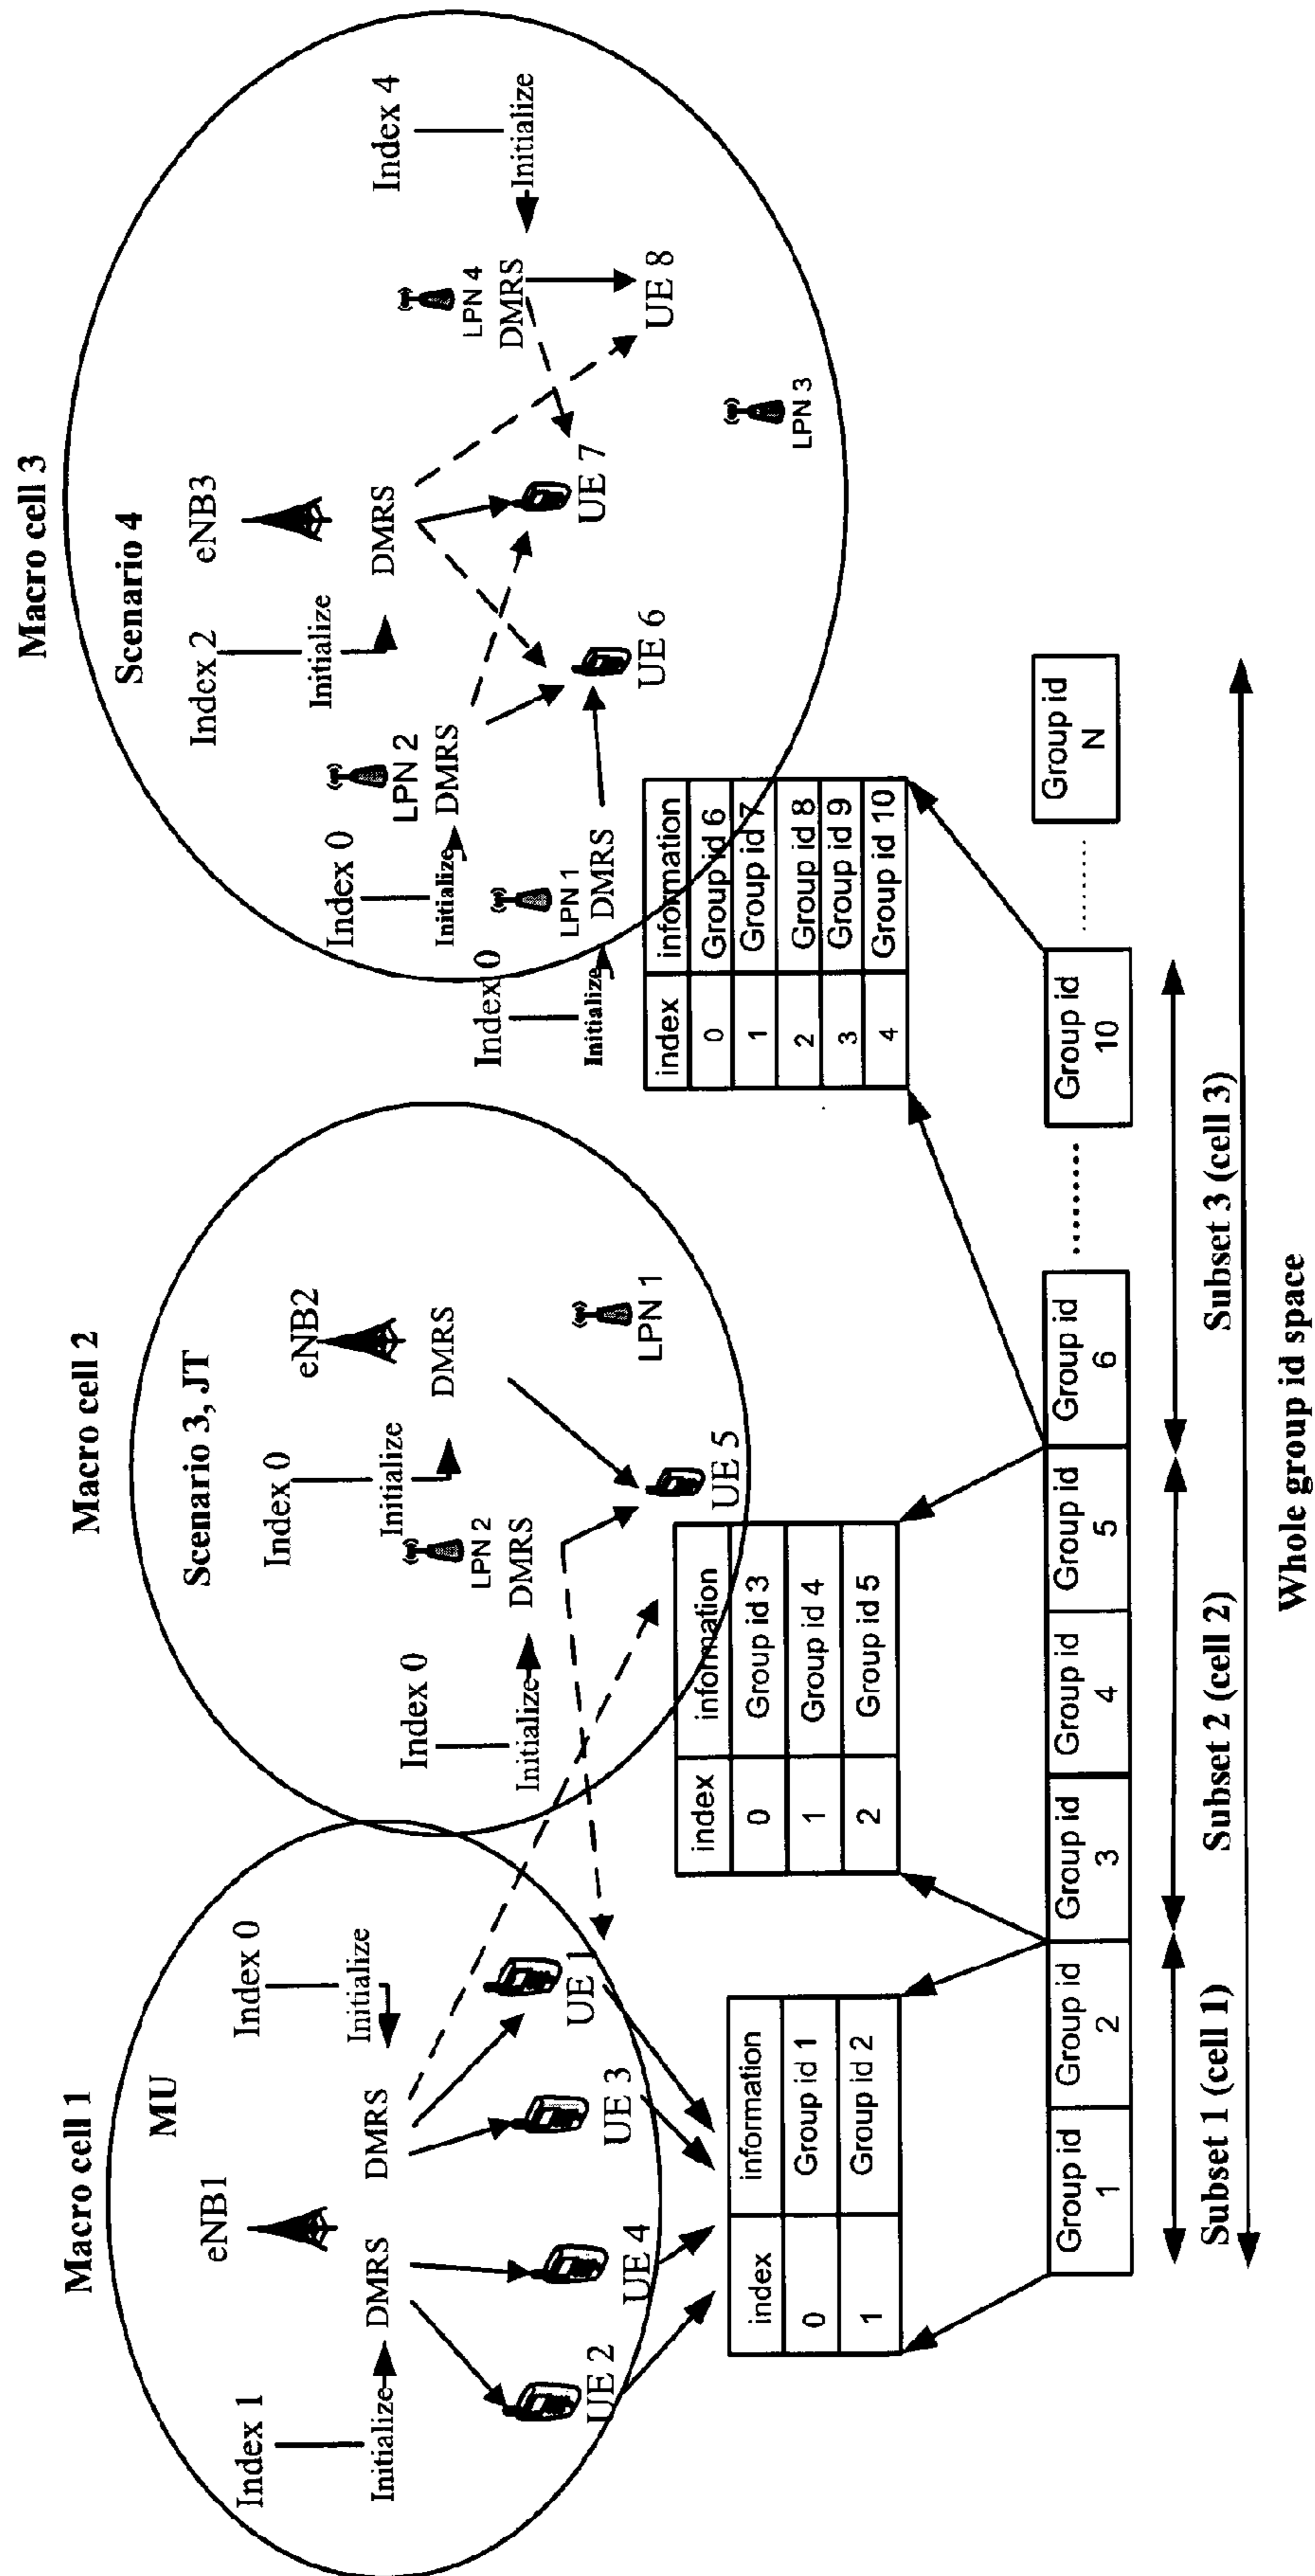 Macro cell 1
MU
eNB1
Index 1
Initialize
DMRS
DMRS
Index 0
Initialize
UE 2
UE 4
UE 3
UE 1
Macro cell 2
Scenario 3, JT
eNB2
Index 0
Initialize
DMRS
LPN 2
DMRS
Index 0
Initialize
LPN 1
UE 5
Macro cell 3
Scenario 4
eNB3
Index 2
Initialize
DMRS
Index 0
Initialize
LPN 2
DMRS
Index 0
Initialize
LPN 1
DMRS
LPN 4
DMRS
Index 4
Initialize
UE 6
UE 7
UE 8
LPN 3
index information
0 Group id 1
1 Group id 2
index information
0 Group id 3
1 Group id 4
2 Group id 5
index information
0 Group id 6
1 Group id 7
2 Group id 8
3 Group id 9
4 Group id 10
Group id 1
Group id 2
Group id 3
Group id 4
Group id 5
Group id 6
.........
Group id 10
.........
Group id N
Subset 1 (cell 1)
Subset 2 (cell 2)
Subset 3 (cell 3)
Whole group id space